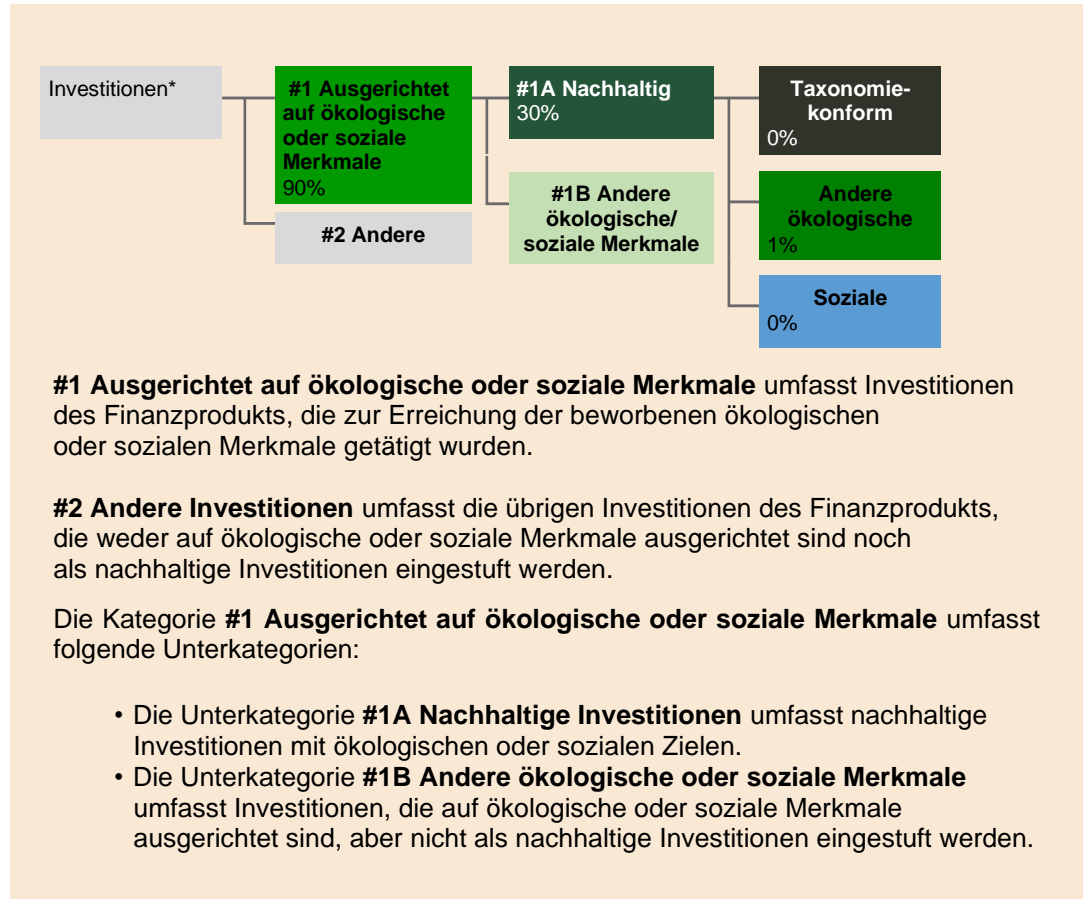 Investitionen*
#1 Ausgerichtet
auf ökologische
oder soziale
Merkmale
90%
#2 Andere
#1A Nachhaltig
30%
#1B Andere
ökologische/
soziale Merkmale
Taxonomie-
konform
0%
Andere
ökologische
1%
Soziale
0%
#1 Ausgerichtet auf ökologische oder soziale Merkmale umfasst Investitionen
des Finanzprodukts, die zur Erreichung der beworbenen ökologischen
oder sozialen Merkmale getätigt wurden.
#2 Andere Investitionen umfasst die übrigen Investitionen des Finanzprodukts,
die weder auf ökologische oder soziale Merkmale ausgerichtet sind noch
als nachhaltige Investitionen eingestuft werden.
Die Kategorie #1 Ausgerichtet auf ökologische oder soziale Merkmale umfasst
folgende Unterkategorien:
• Die Unterkategorie #1A Nachhaltige Investitionen umfasst nachhaltige
Investitionen mit ökologischen oder sozialen Zielen.
• Die Unterkategorie #1B Andere ökologische oder soziale Merkmale
umfasst Investitionen, die auf ökologische oder soziale Merkmale
ausgerichtet sind, aber nicht als nachhaltige Investitionen eingestuft werden.